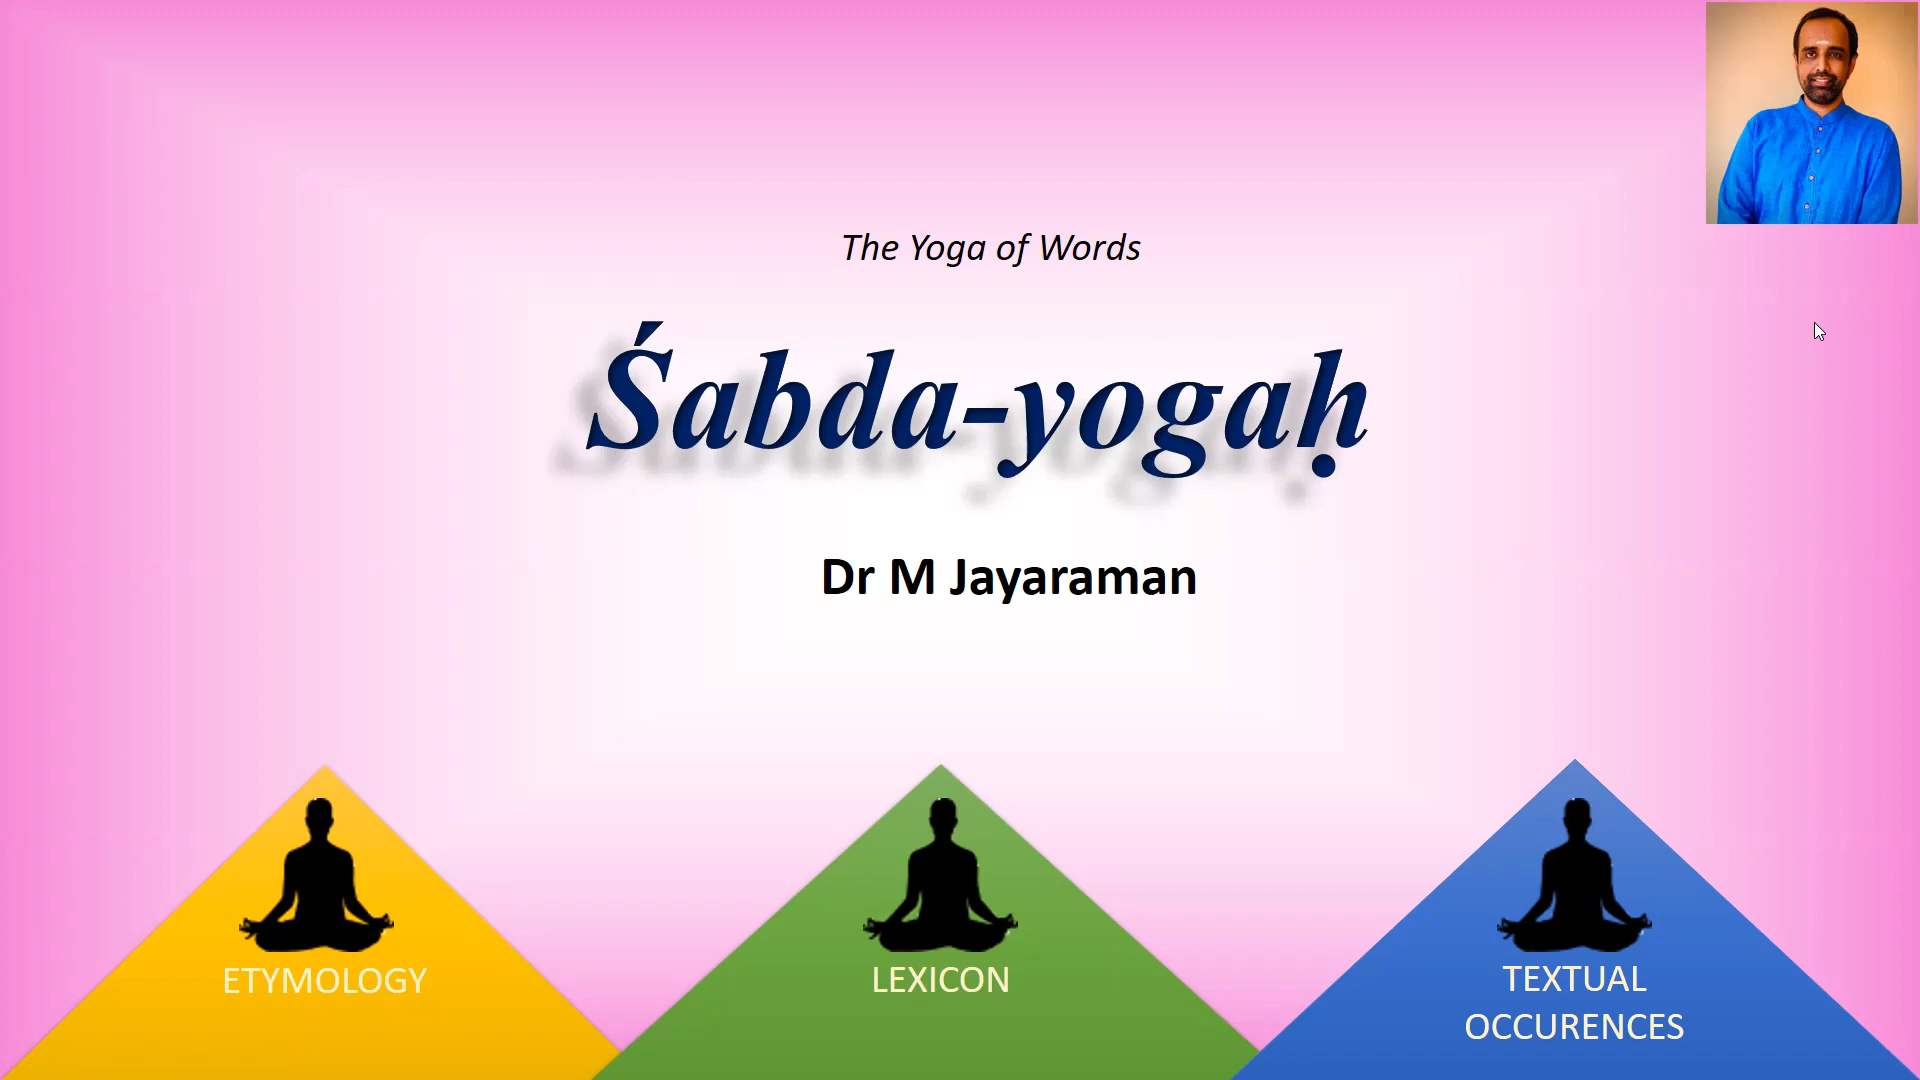 The Yoga of Words
Śabda-yogaḥ
Dr M Jayaraman
ETYMOLOGY
LEXICON
TEXTUAL
OCCURENCES